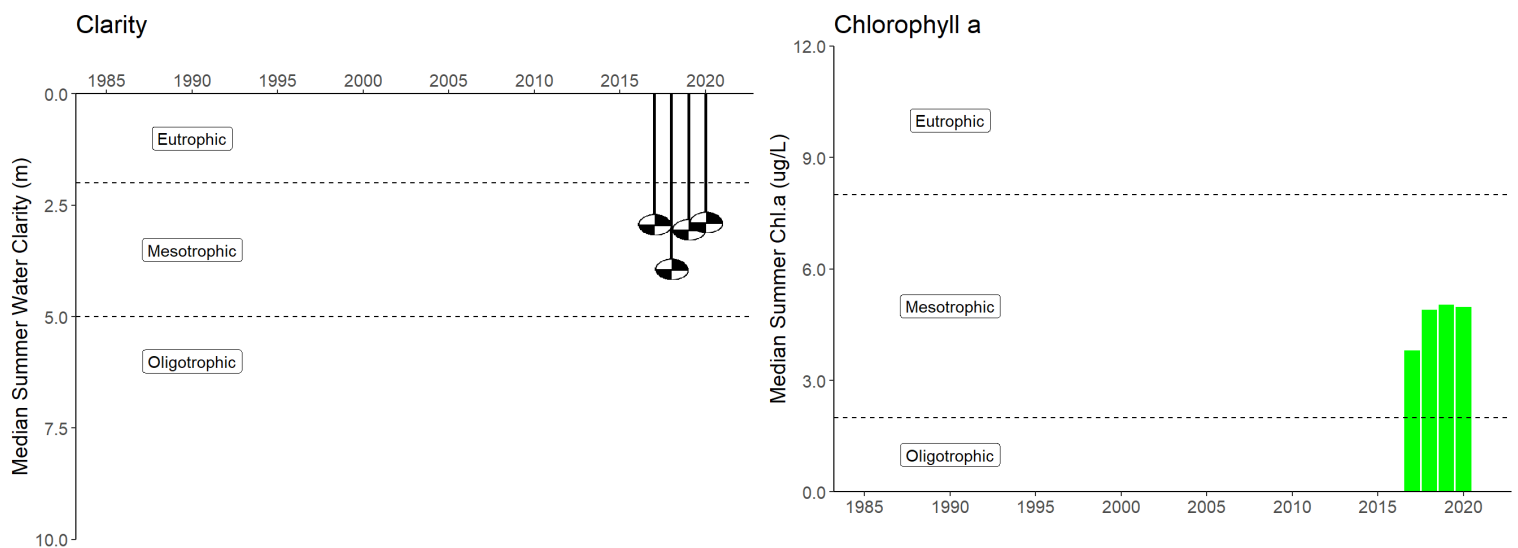 Clarity
1985 1990 1995 2000 2005 2010 2015 2020
0.0
Eutrophic
2.5
Mesotrophic
5.0
Oligotrophic
7.5
10.0
Median Summer Water Clarity (m)
Chlorophyll a
12.0
Eutrophic
9.0
6.0
Mesotrophic
3.0
Oligotrophic
0.0
1985 1990 1995 2000 2005 2010 2015 2020
Median Summer Chl.a (ug/L)